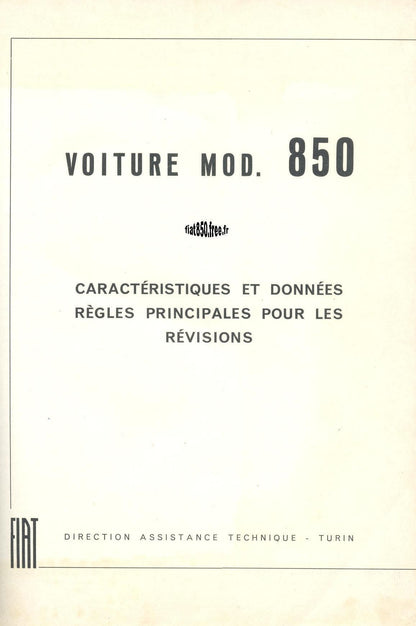 VOITURE MOD. 850
fiat850.free.fr
CARACTÉRISTIQUES ET DONNÉES
RÈGLES PRINCIPALES POUR LES
RÉVISIONS
FIAT
DIRECTION ASSISTANCE TECHNIQUE - TURIN